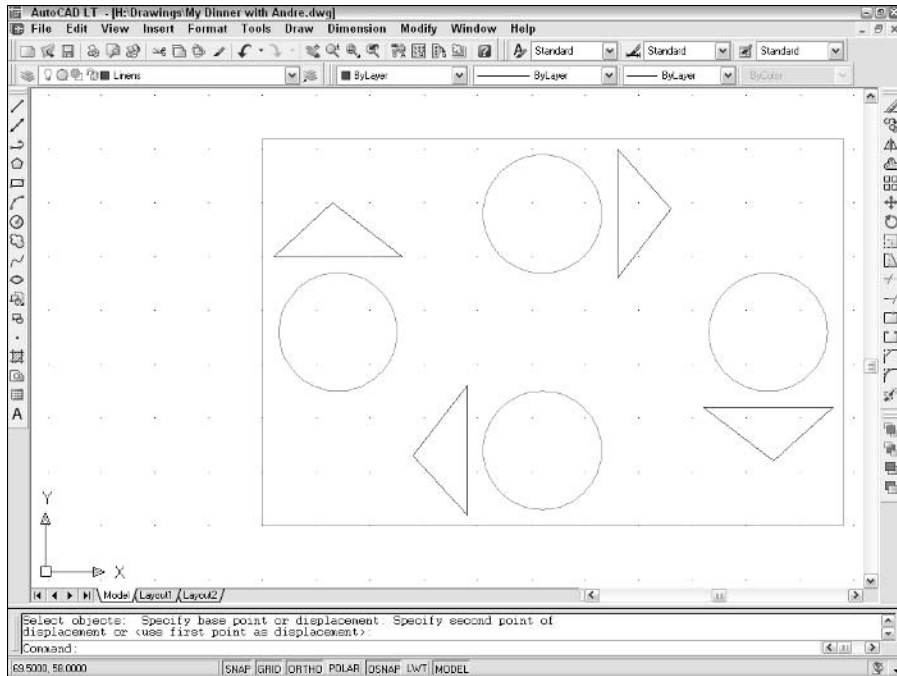 AutoCAD LT - [H:\Drawings\My Dinner with Andre.dwg]
File Edit View Insert Format Tools Draw Dimension Modify Window Help
Standard Standard Standard
Linens ByLayer ByLayer ByLayer ByColor
A
Y
X
Model Layout1 Layout2
Select objects: Specify base point or displacement: Specify second point of
displacement or <use first point as displacement>:
Command:
69.5000, 58.0000 SNAP GRID ORTHO POLAR OSNAP LWT MODEL